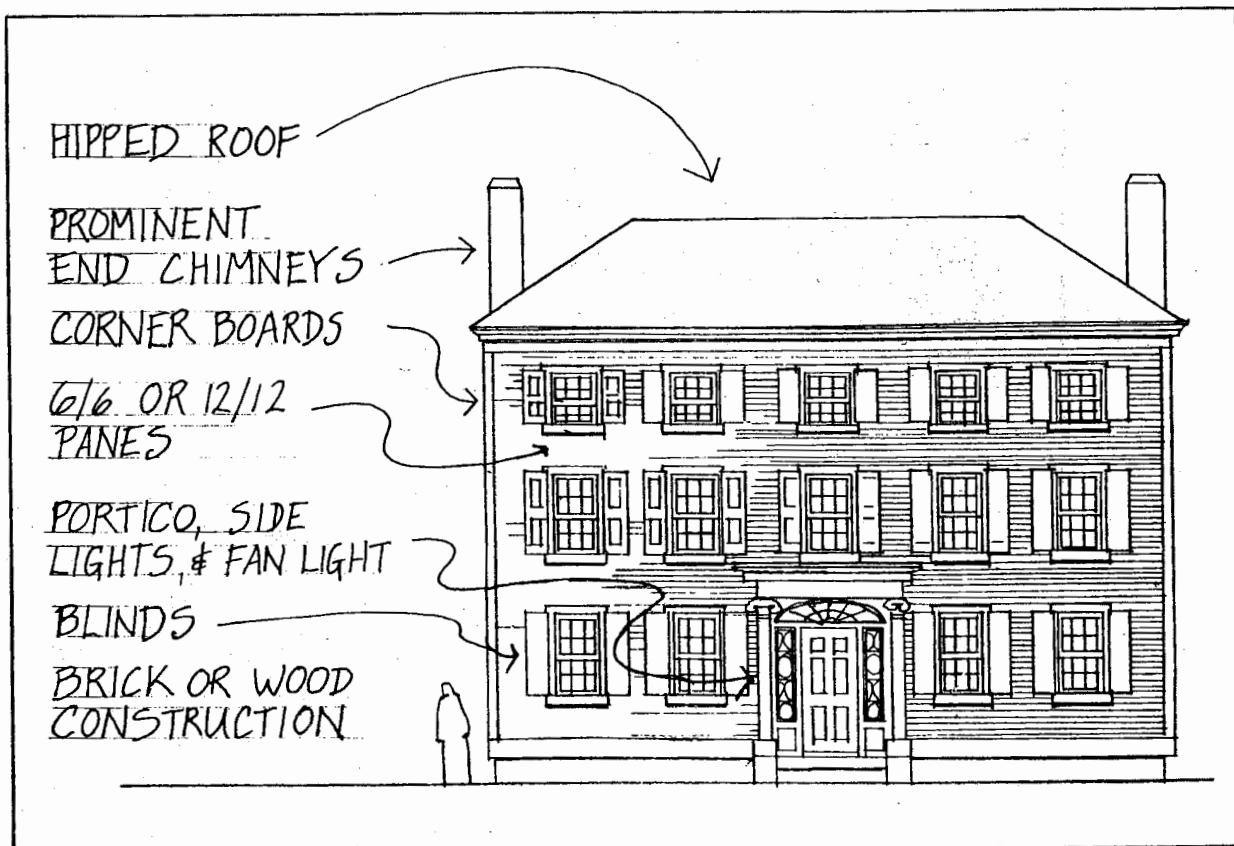 HIPPED ROOF
PROMINENT
END CHIMNEYS
CORNER BOARDS
6/6 OR 12/12
PANES
PORTICO, SIDE
LIGHTS, & FAN LIGHT
BLINDS
BRICK OR WOOD
CONSTRUCTION